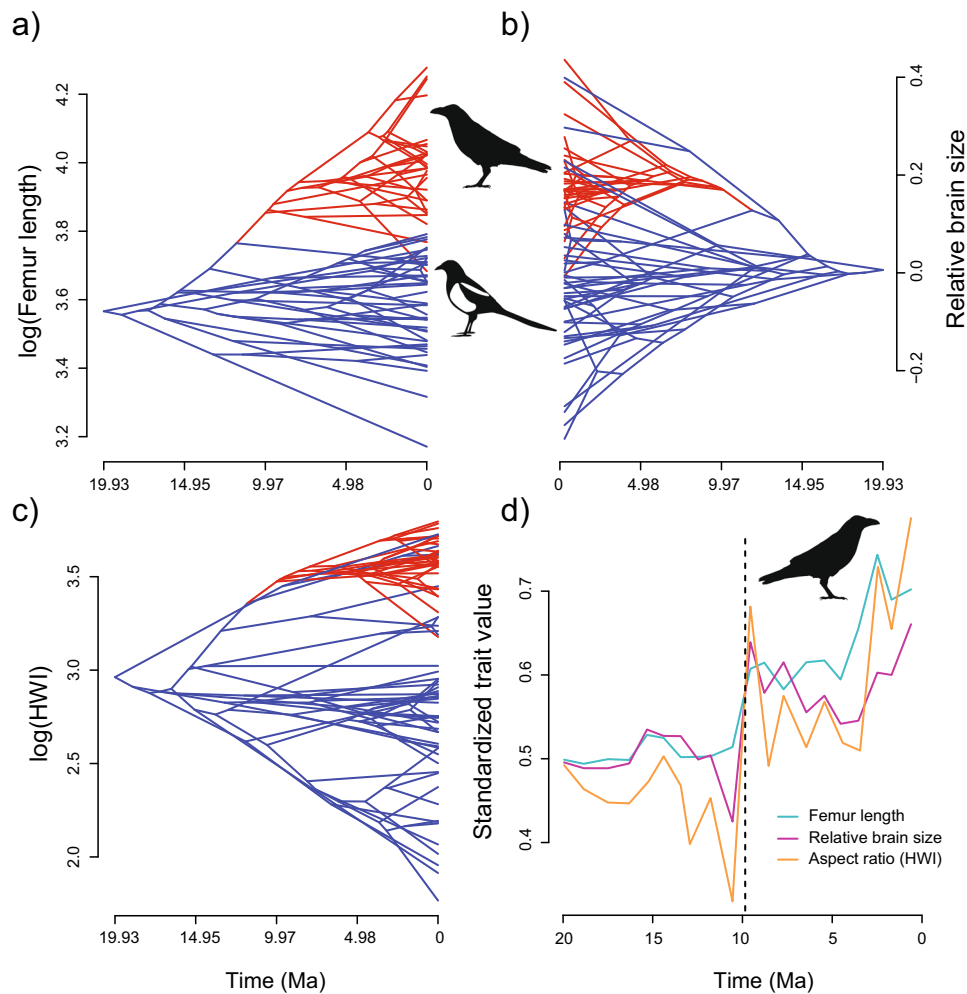 a)
log(Femur length)
3.2
3.4
3.6
3.8
4.0
4.2
19.93
14.95
9.97
4.98
0
b)
Relative brain size
−0.2
0.0
0.2
0.4
0
4.98
9.97
14.95
19.93
c)
log(HWI)
2.0
2.5
3.0
3.5
19.93
14.95
9.97
4.98
0
Time (Ma)
d)
Standardized trait value
0.4
0.5
0.6
0.7
Femur length
Relative brain size
Aspect ratio (HWI)
20
15
10
5
0
Time (Ma)